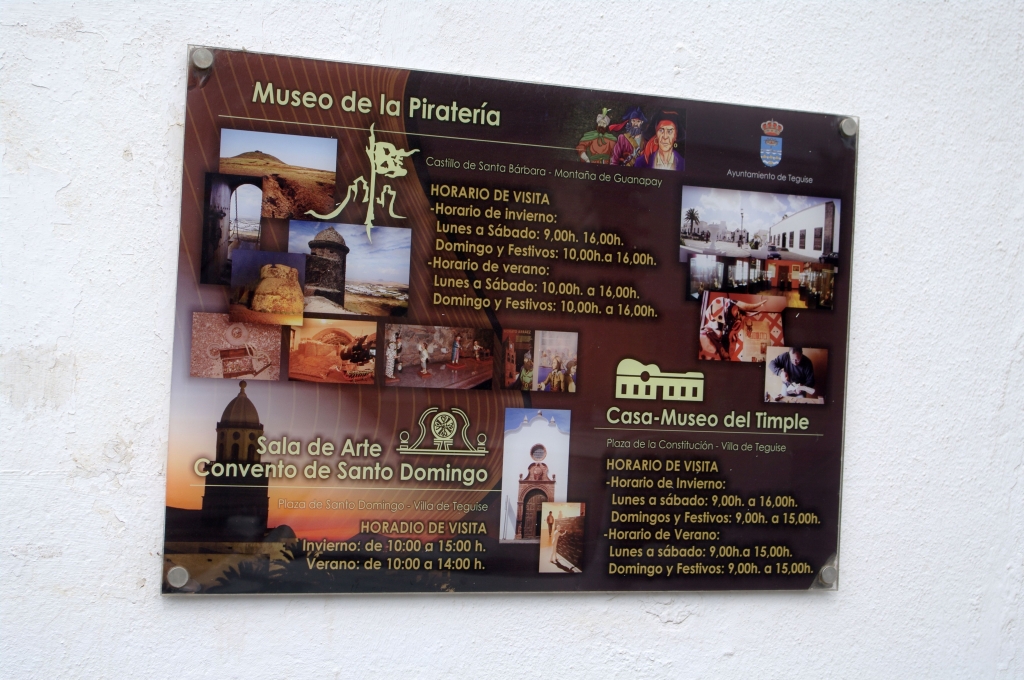 Museo de la Piratería
Castillo de Santa Bárbara - Montaña de Guanapay
HORARIO DE VISITA
-Horario de invierno:
Lunes a Sábado: 9,00h. 16,00h.
Domingo y Festivos: 10,00h.a 16,00h.
-Horario de verano:
Lunes a Sábado: 10,00h. a 16,00h.
Domingo y Festivos: 10,00h. a 16,00h.
Ayuntamiento de Teguise
Sala de Arte
Convento de Santo Domingo
Plaza de Santo Domingo - Villa de Teguise
HORADIO DE VISITA
Invierno: de 10:00 a 15:00 h.
Verano: de 10:00 a 14:00 h.
Casa-Museo del Timple
Plaza de la Constitución - Villa de Teguise
HORARIO DE VISITA
-Horario de Invierno:
Lunes a sábado: 9,00h. a 16,00h.
Domingos y Festivos: 9,00h. a 15,00h.
-Horario de Verano:
Lunes a sábado: 9,00h.a 15,00h.
Domingo y Festivos: 9,00h. a 15,00h.